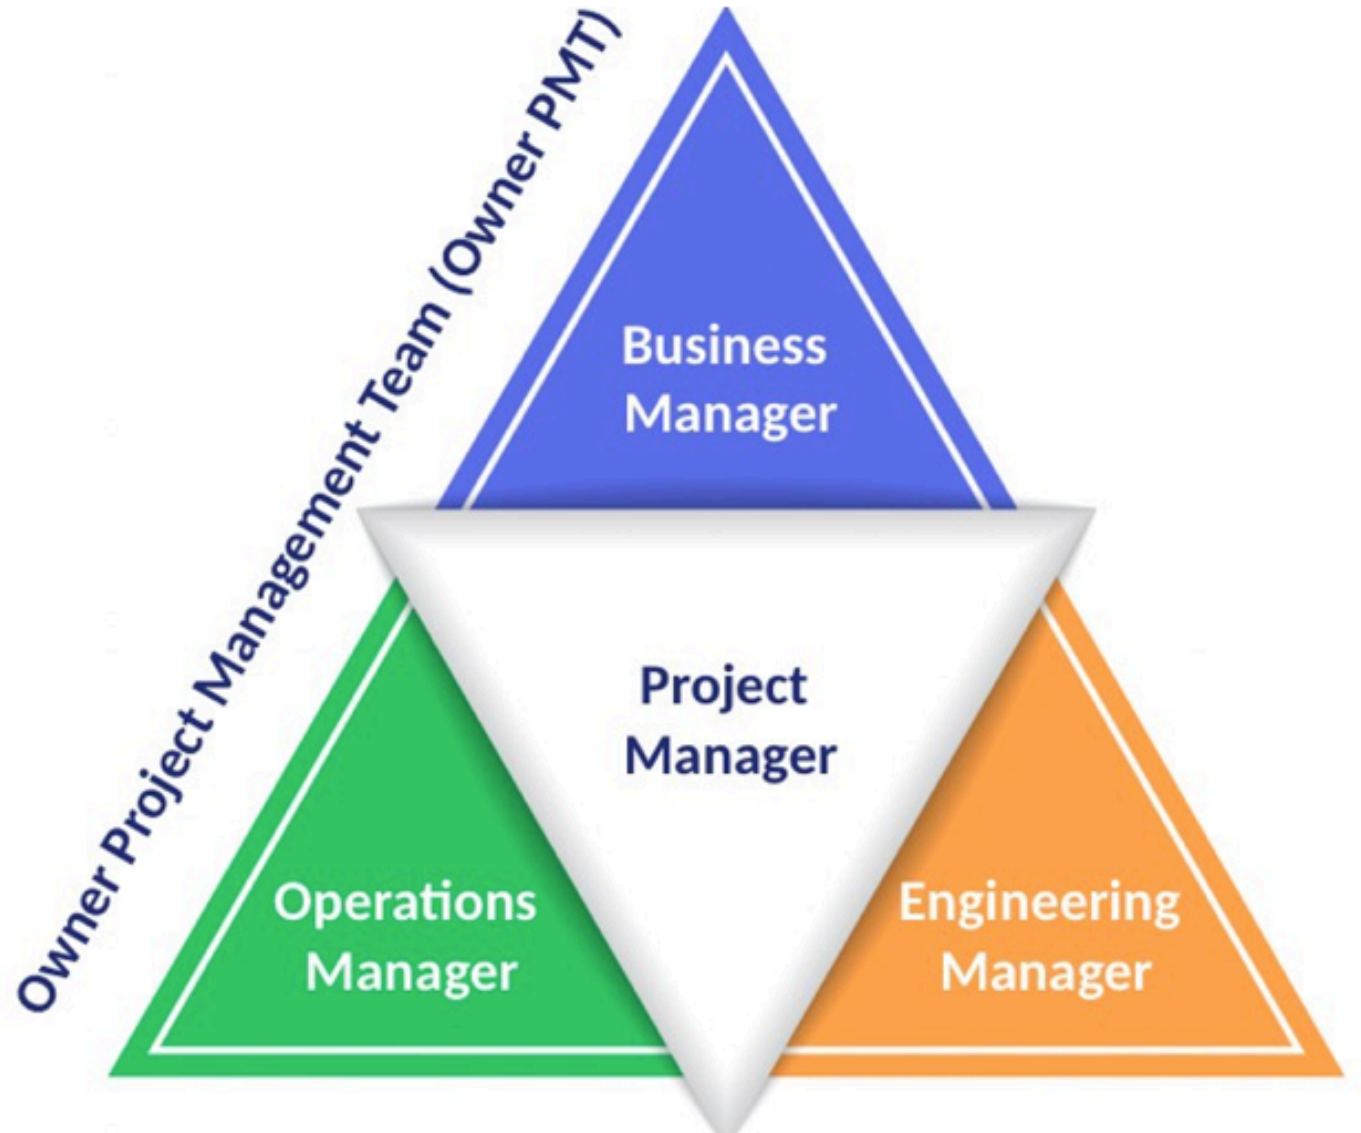 Owner Project Management Team (Owner PMT)
Business
Manager
Project
Manager
Operations
Manager
Engineering
Manager